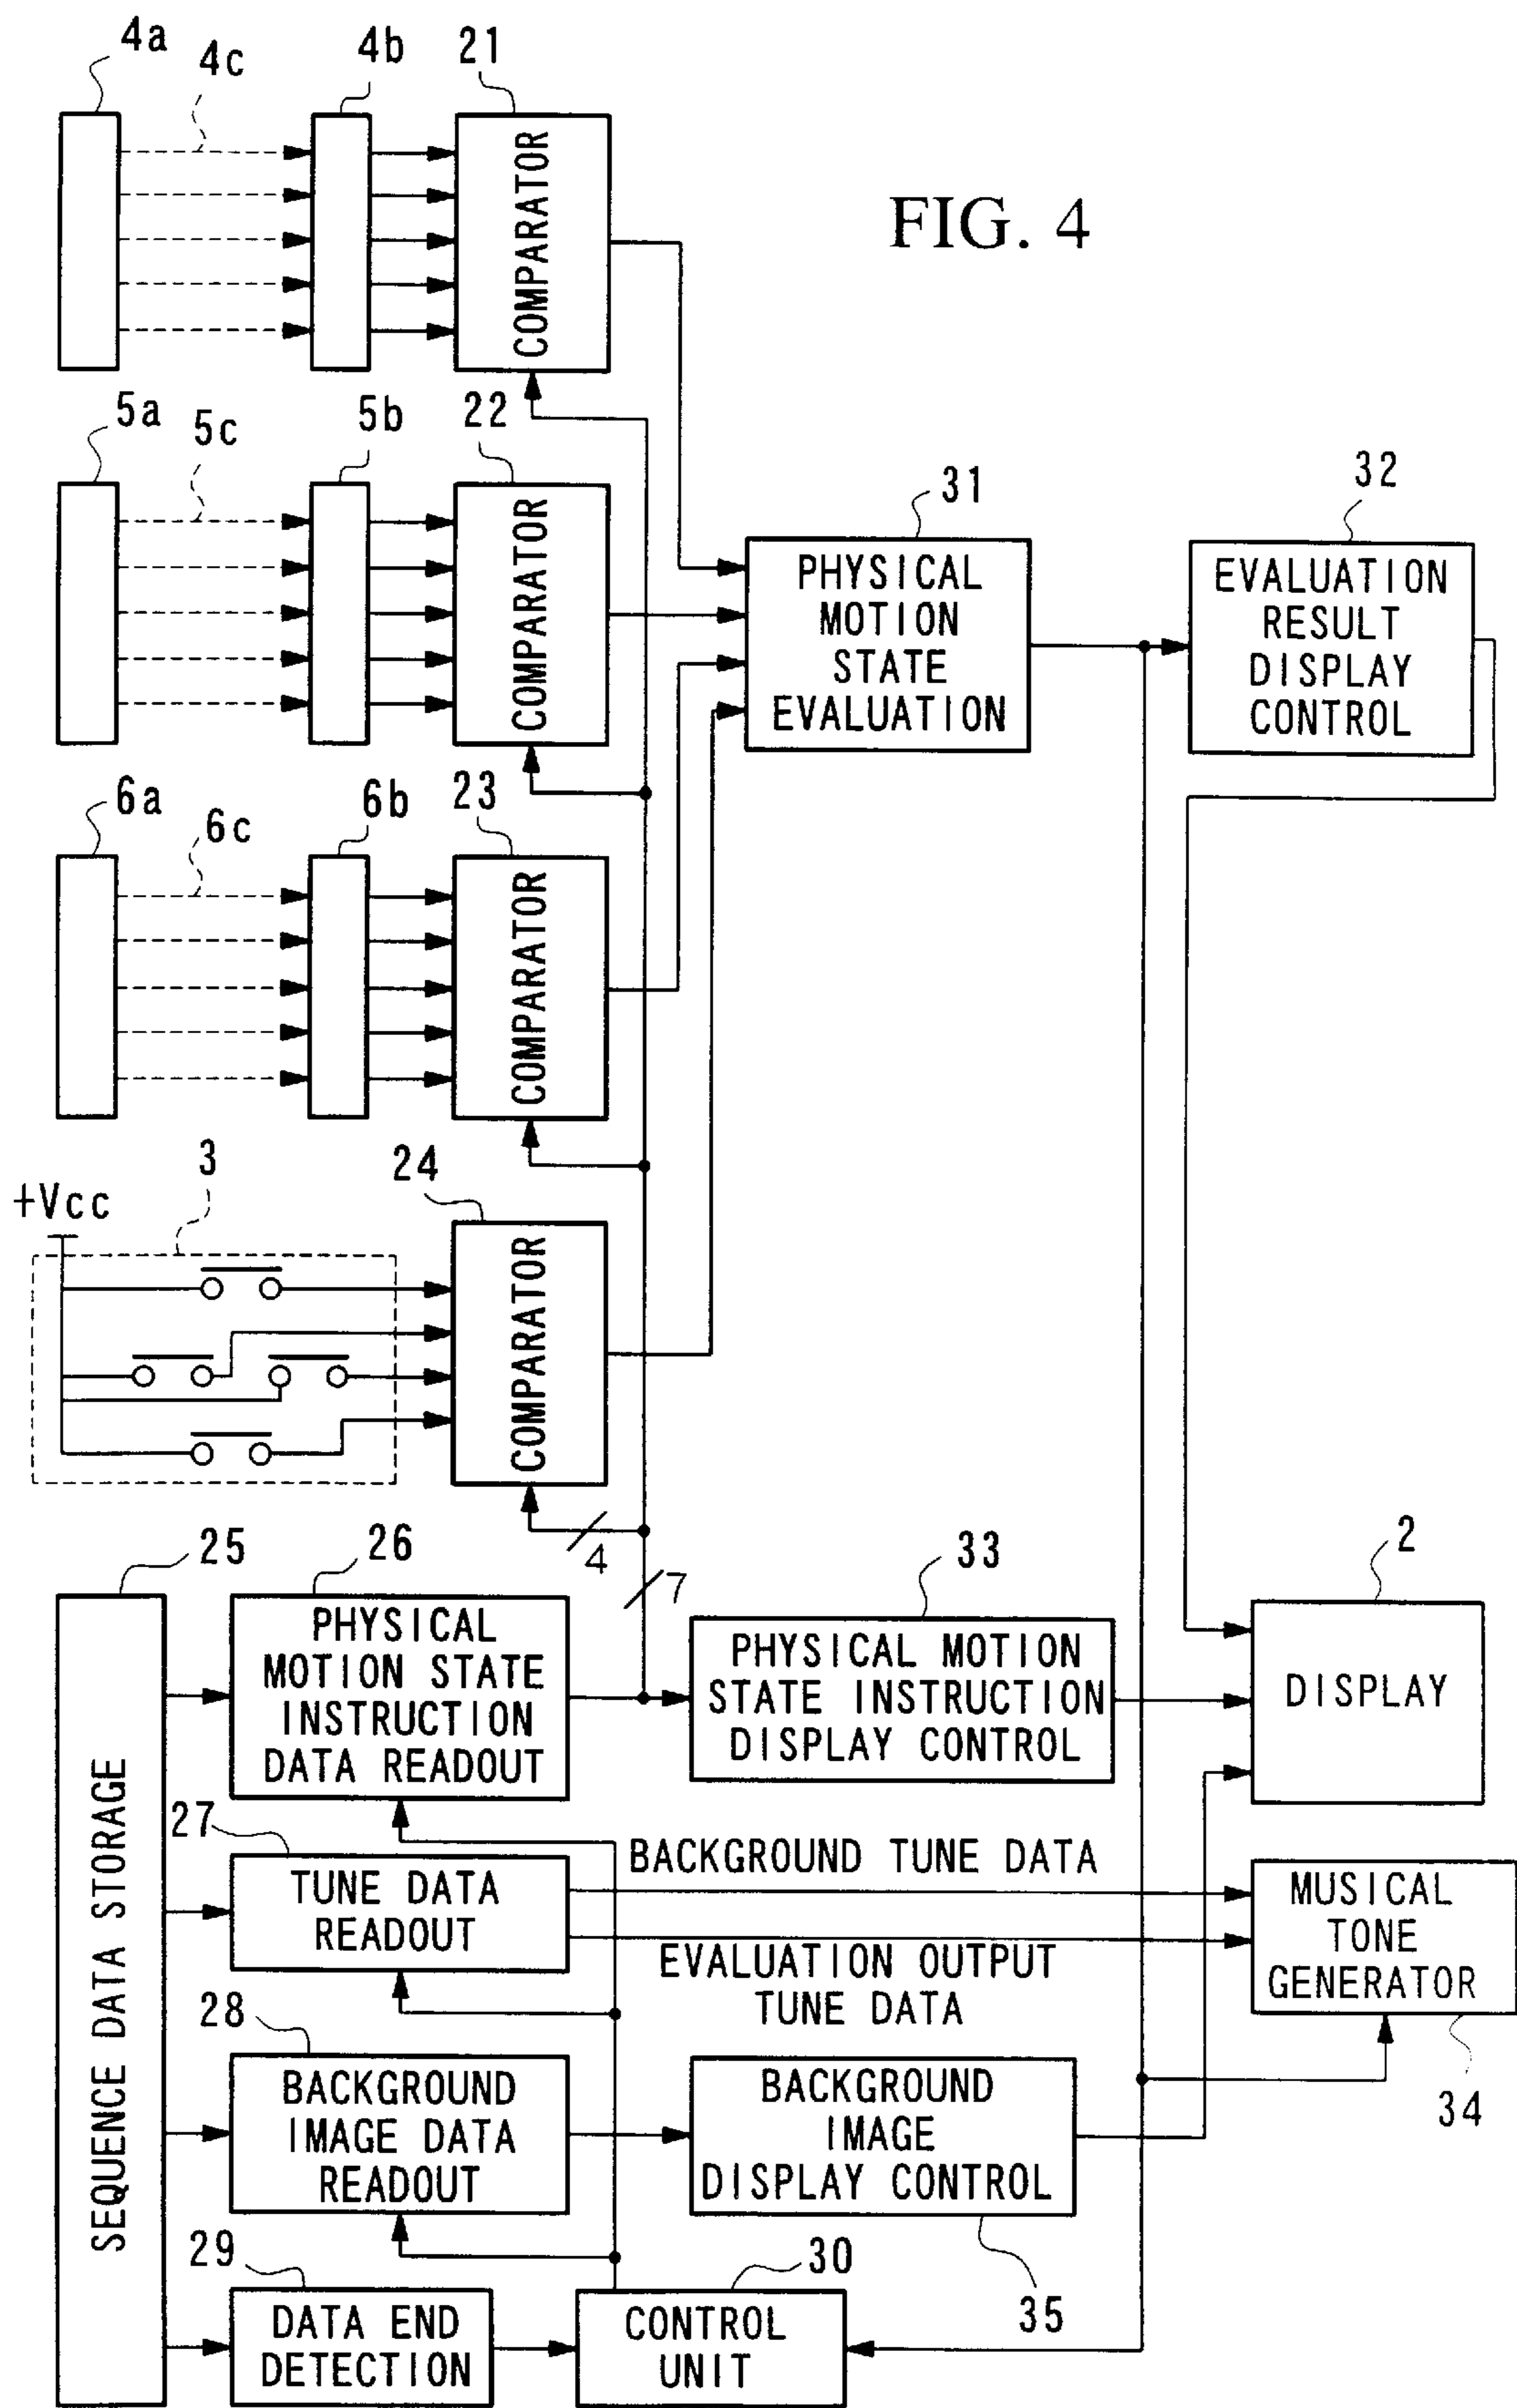 4a
4c
4b
21
COMPARATOR
FIG. 4
5a
5c
5b
22
COMPARATOR
31
PHYSICAL
MOTION
STATE
EVALUATION
32
EVALUATION
RESULT
DISPLAY
CONTROL
6a
6c
6b
23
COMPARATOR
+Vcc
3
24
COMPARATOR
4
7
25
SEQUENCE DATA STORAGE
26
PHYSICAL
MOTION STATE
INSTRUCTION
DATA READOUT
33
PHYSICAL MOTION
STATE INSTRUCTION
DISPLAY CONTROL
2
DISPLAY
27
TUNE DATA
READOUT
BACKGROUND TUNE DATA
EVALUATION OUTPUT
TUNE DATA
MUSICAL
TONE
GENERATOR
34
28
BACKGROUND
IMAGE DATA
READOUT
BACKGROUND
IMAGE
DISPLAY CONTROL
35
29
DATA END
DETECTION
30
CONTROL
UNIT